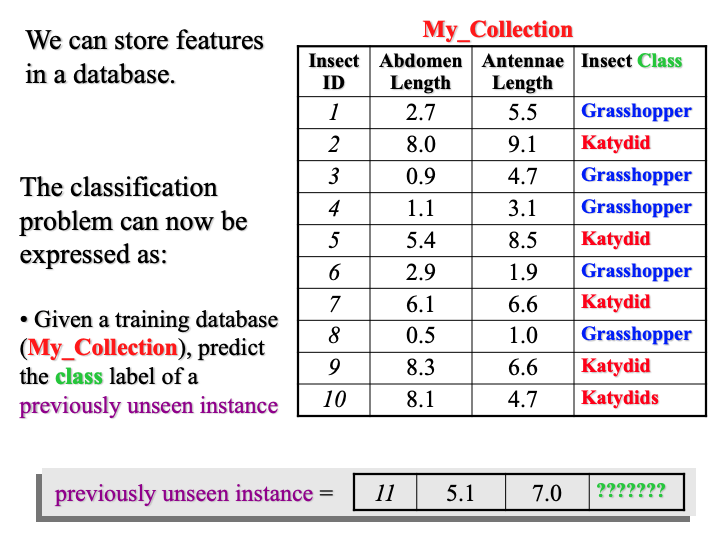 We can store features
in a database.
The classification
problem can now be
expressed as:
• Given a training database
(My_Collection), predict
the class label of a
previously unseen instance
My_Collection
Insect ID Abdomen Length Antennae Length Insect Class
1 2.7 5.5 Grasshopper
2 8.0 9.1 Katydid
3 0.9 4.7 Grasshopper
4 1.1 3.1 Grasshopper
5 5.4 8.5 Katydid
6 2.9 1.9 Grasshopper
7 6.1 6.6 Katydid
8 0.5 1.0 Grasshopper
9 8.3 6.6 Katydid
10 8.1 4.7 Katydids
previously unseen instance = 11 5.1 7.0 ???????